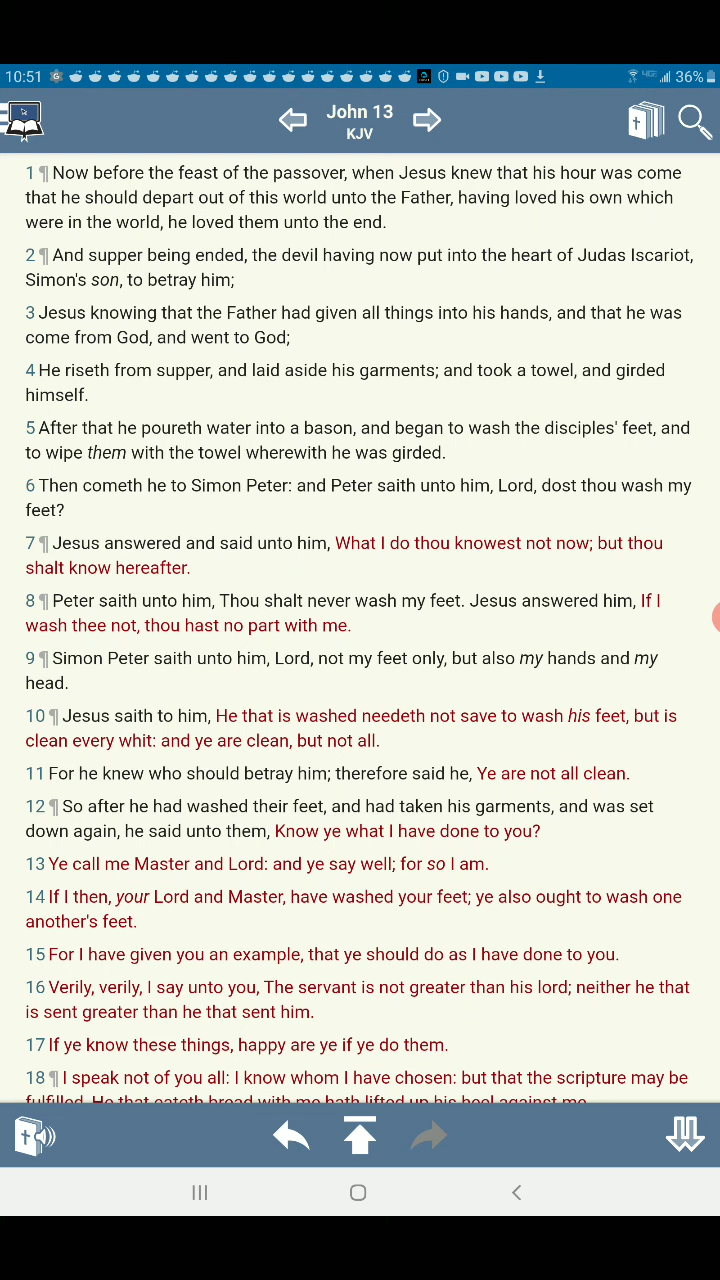 10:51
36%
John 13
KJV
1 ¶ Now before the feast of the passover, when Jesus knew that his hour was come
that he should depart out of this world unto the Father, having loved his own which
were in the world, he loved them unto the end.
2 ¶ And supper being ended, the devil having now put into the heart of Judas Iscariot,
Simon's son, to betray him;
3 Jesus knowing that the Father had given all things into his hands, and that he was
come from God, and went to God;
4 He riseth from supper, and laid aside his garments; and took a towel, and girded
himself.
5 After that he poureth water into a bason, and began to wash the disciples' feet, and
to wipe them with the towel wherewith he was girded.
6 Then cometh he to Simon Peter: and Peter saith unto him, Lord, dost thou wash my
feet?
7 ¶ Jesus answered and said unto him, What I do thou knowest not now; but thou
shalt know hereafter.
8 ¶ Peter saith unto him, Thou shalt never wash my feet. Jesus answered him, If I
wash thee not, thou hast no part with me.
9 ¶ Simon Peter saith unto him, Lord, not my feet only, but also my hands and my
head.
10 ¶ Jesus saith to him, He that is washed needeth not save to wash his feet, but is
clean every whit: and ye are clean, but not all.
11 For he knew who should betray him; therefore said he, Ye are not all clean.
12 ¶ So after he had washed their feet, and had taken his garments, and was set
down again, he said unto them, Know ye what I have done to you?
13 Ye call me Master and Lord: and ye say well; for so I am.
14 If I then, your Lord and Master, have washed your feet; ye also ought to wash one
another's feet.
15 For I have given you an example, that ye should do as I have done to you.
16 Verily, verily, I say unto you, The servant is not greater than his lord; neither he that
is sent greater than he that sent him.
17 If ye know these things, happy are ye if ye do them.
18 ¶ I speak not of you all: I know whom I have chosen: but that the scripture may be
fulfilled, He that eateth bread with me hath lifted up his heel against me.